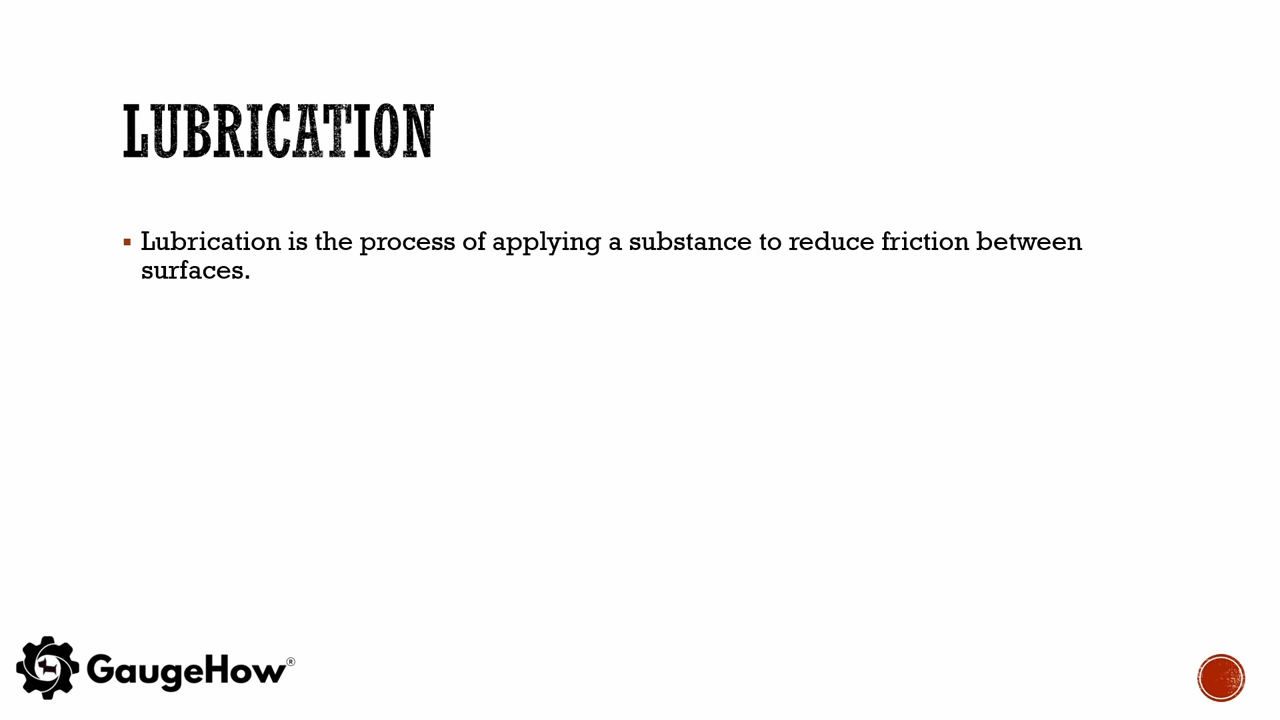 LUBRICATION
▪ Lubrication is the process of applying a substance to reduce friction between
surfaces.
GaugeHow®